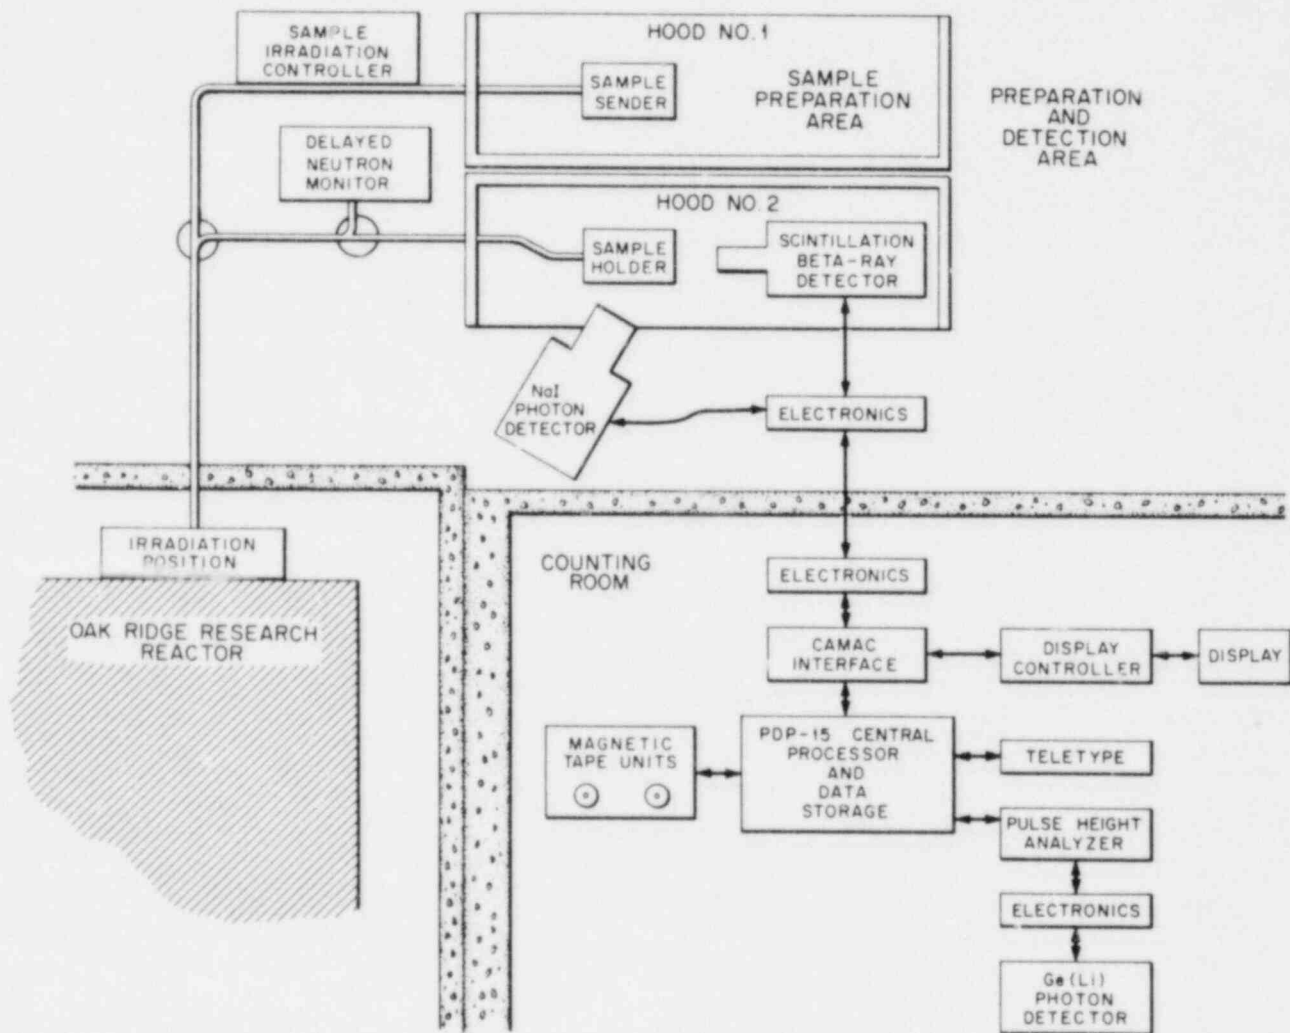 SAMPLE
IRRADIATION
CONTROLLER
HOOD NO. 1
SAMPLE
SENDER
SAMPLE
PREPARATION
AREA
PREPARATION
AND
DETECTION
AREA
DELAYED
NEUTRON
MONITOR
HOOD NO. 2
SAMPLE
HOLDER
SCINTILLATION
BETA-RAY
DETECTOR
NaI
PHOTON
DETECTOR
ELECTRONICS
IRRADIATION
POSITION
OAK RIDGE RESEARCH
REACTOR
COUNTING
ROOM
ELECTRONICS
CAMAC
INTERFACE
DISPLAY
CONTROLLER
DISPLAY
MAGNETIC
TAPE UNITS
PDP-15 CENTRAL
PROCESSOR
AND
DATA
STORAGE
TELETYPE
PULSE HEIGHT
ANALYZER
ELECTRONICS
Ge(Li)
PHOTON
DETECTOR